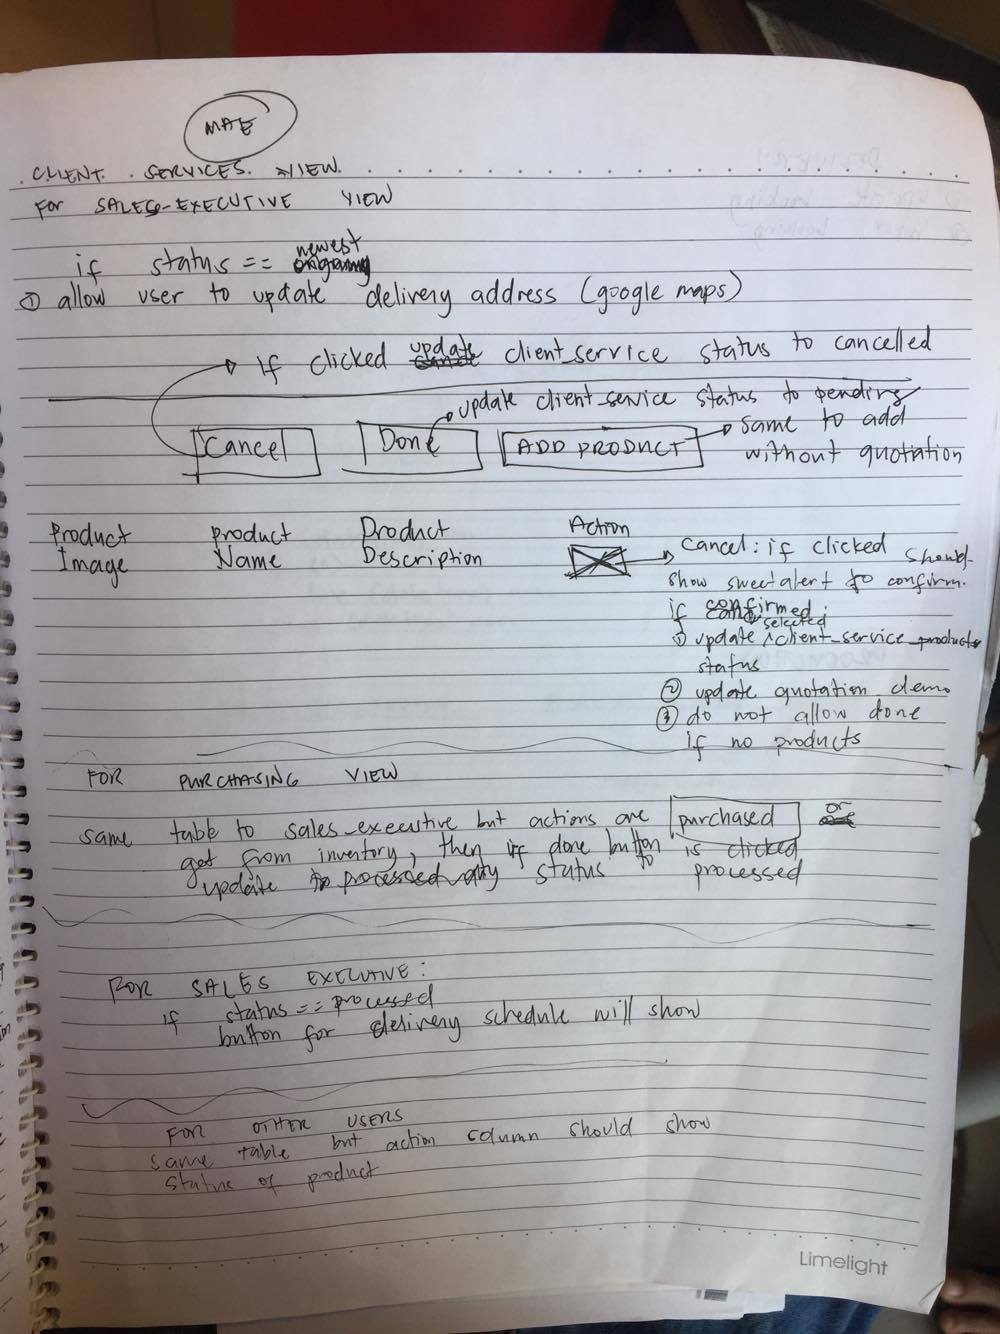 MAE
CLIENT SERVICES VIEW
FOR SALES-EXECUTIVE VIEW
if status == newest
① allow user to update delivery address (google maps)
If clicked update client_service status to cancelled
update client_service status to pending
Cancel
Done
ADD PRODUCT
same to add
without quotation
Product
Image
product
Name
Product
Description
Action
Cancel: if clicked should
show sweetalert to confirm.
if confirmed:
selected
① update client_service_products
status
② update quotation demo
③ do not allow done
if no products
FOR PURCHASING VIEW
same table to sales_executive but actions are purchased or
get from inventory, then if done button is clicked
update status to processed
FOR SALES EXECUTIVE:
if status == processed
button for delivery schedule will show
FOR OTHER USERS
same table but action column should show
status of product
Limelight